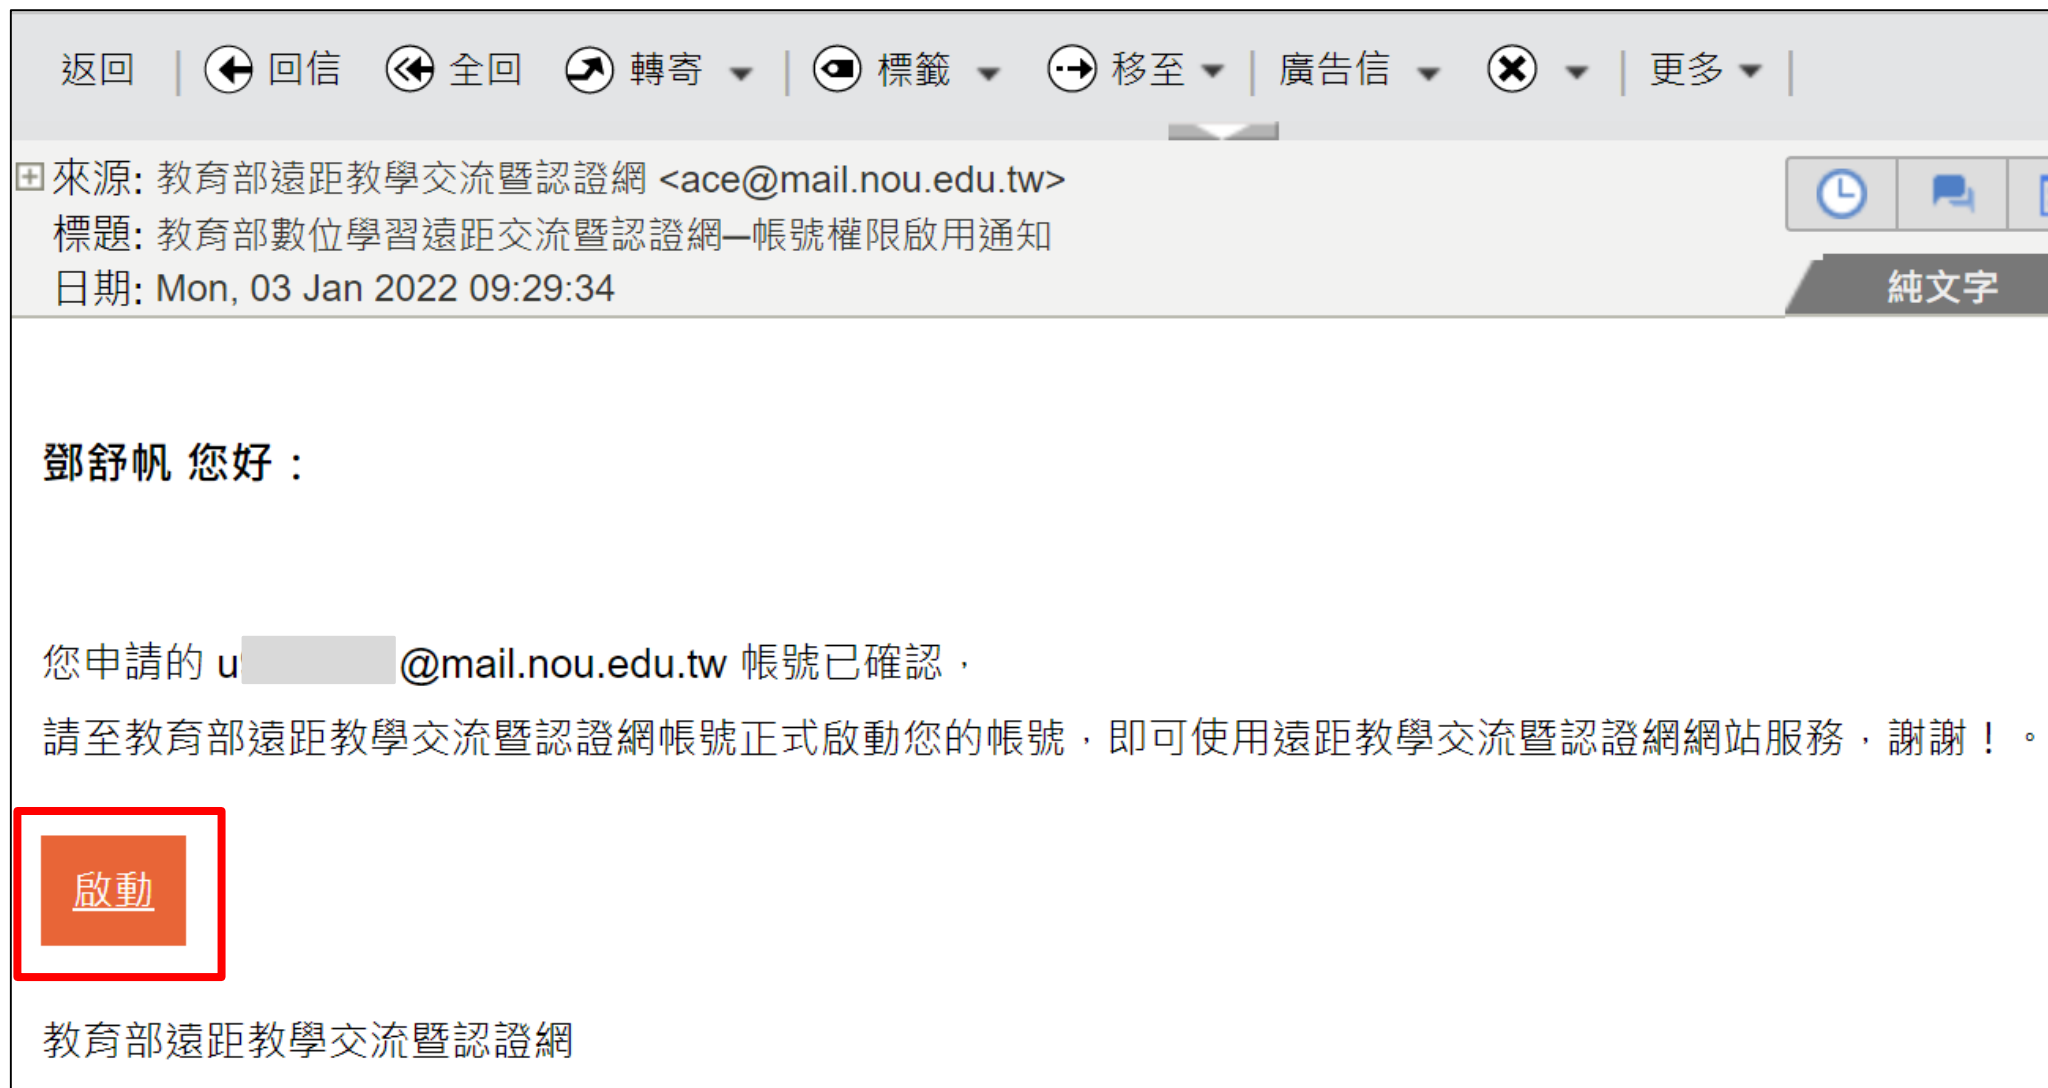 返回 | 回信 全回 轉寄 | 標籤 移至 | 廣告信 | 更多 |
來源: 教育部遠距教學交流暨認證網 <ace@mail.nou.edu.tw>
標題: 教育部數位學習遠距交流暨認證網—帳號權限啟用通知
日期: Mon, 03 Jan 2022 09:29:34
純文字
鄧舒帆 您好：
您申請的 u @mail.nou.edu.tw 帳號已確認，
請至教育部遠距教學交流暨認證網帳號正式啟動您的帳號，即可使用遠距教學交流暨認證網網站服務，謝謝！。
啟動
教育部遠距教學交流暨認證網